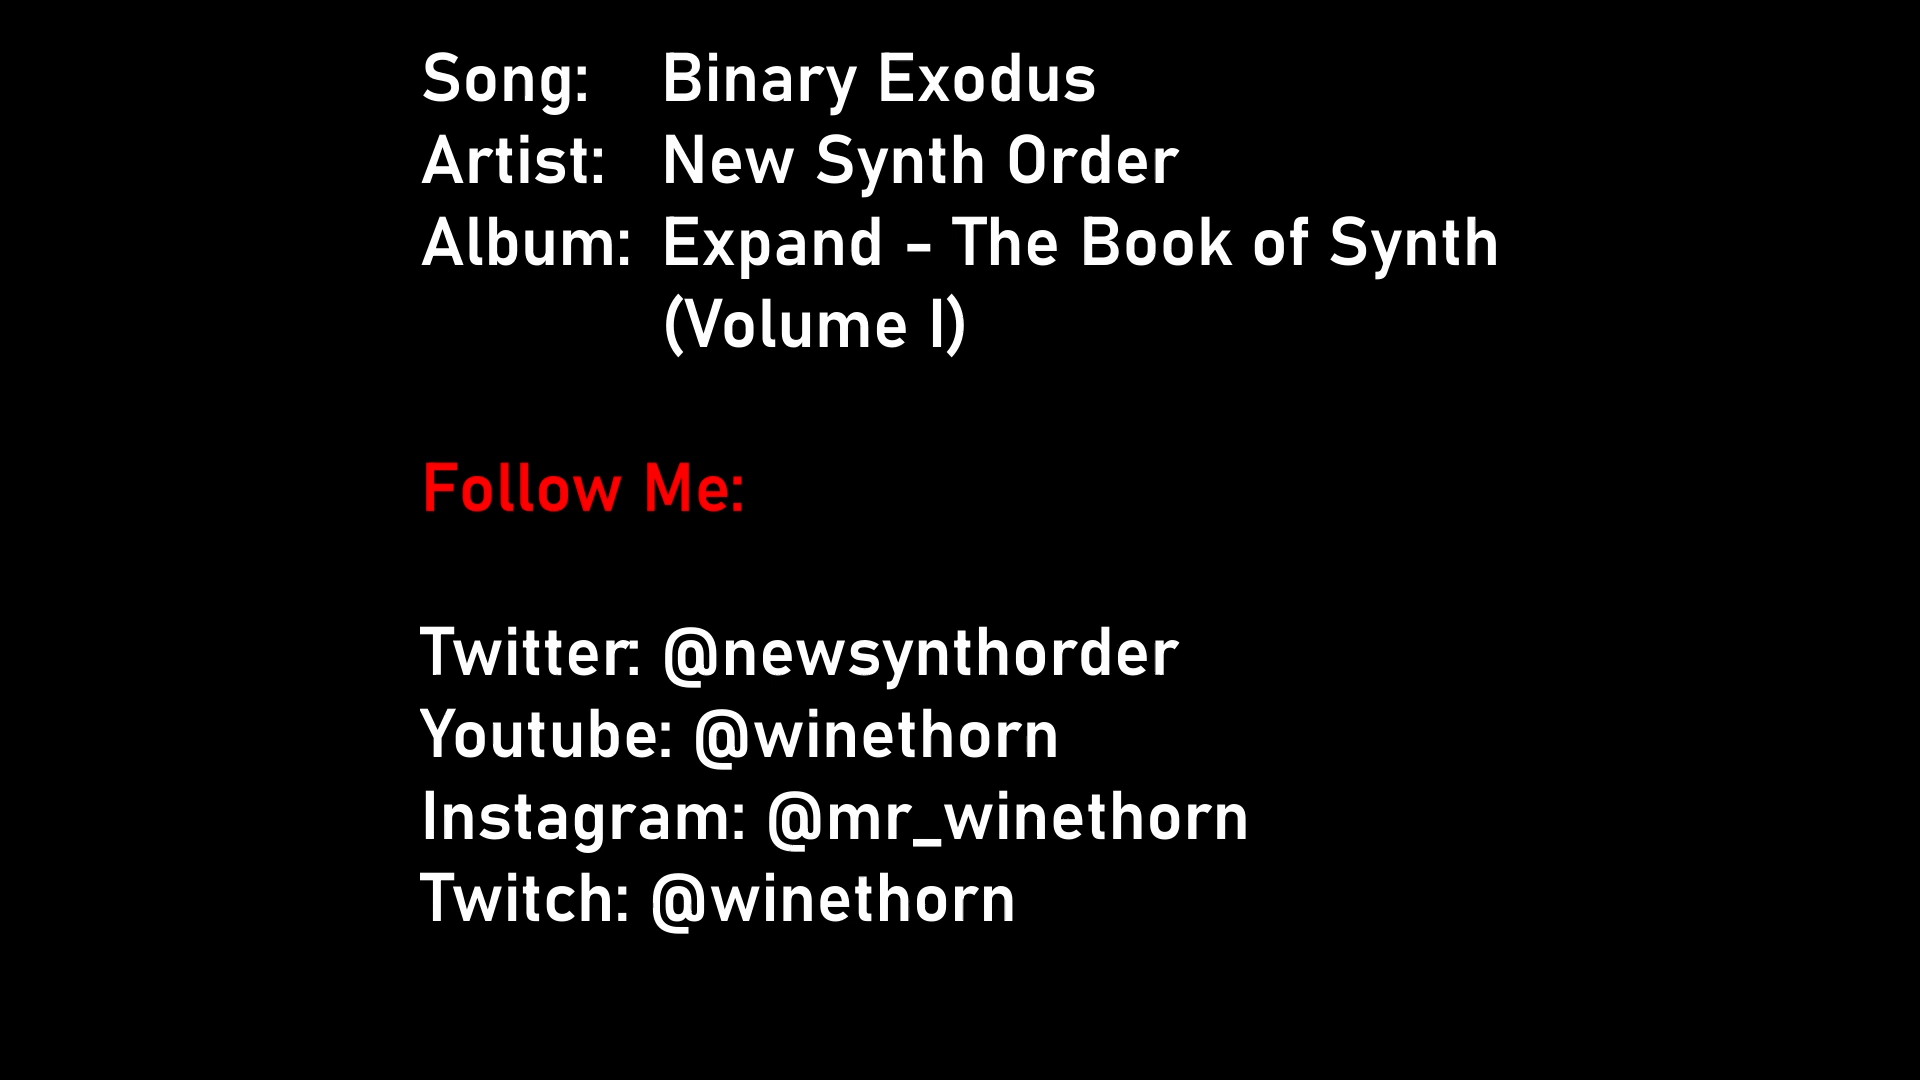 Song: Binary Exodus
Artist: New Synth Order
Album: Expand - The Book of Synth
(Volume I)
Follow Me:
Twitter: @newsynthorder
Youtube: @winethorn
Instagram: @mr_winethorn
Twitch: @winethorn